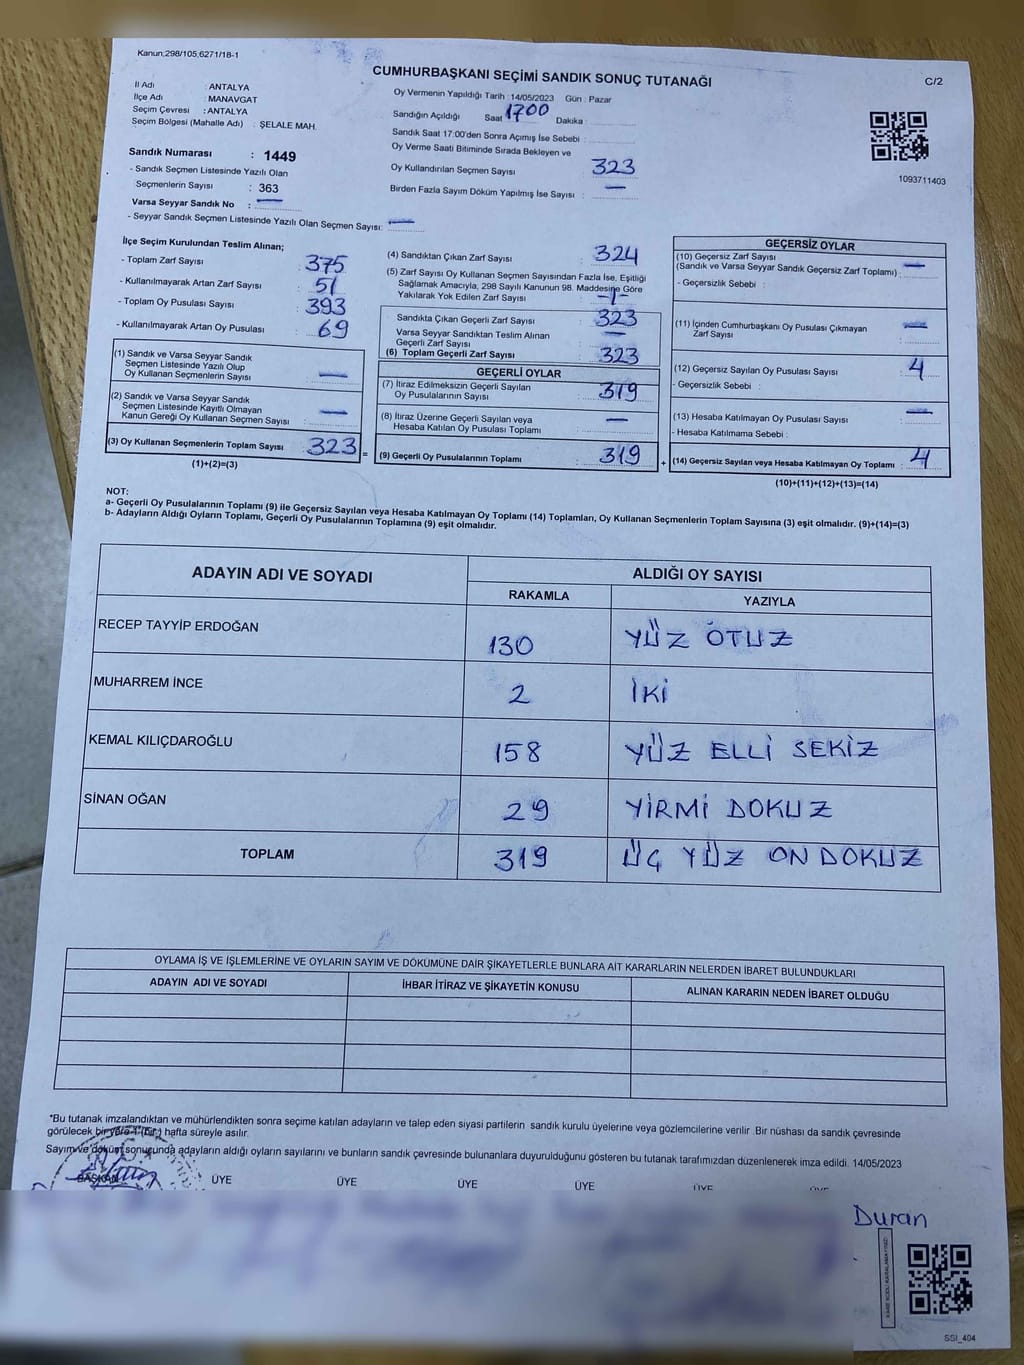 Kanun;298/105;6271/18-1
CUMHURBAŞKANI SEÇİMİ SANDIK SONUÇ TUTANAĞI
C/2
İl Adı : ANTALYA
İlçe Adı : MANAVGAT
Seçim Çevresi : ANTALYA
Seçim Bölgesi (Mahalle Adı) : ŞELALE MAH.
Oy Vermenin Yapıldığı Tarih : 14/05/2023 Gün : Pazar
Sandığın Açıldığı Saat 1700 Dakika :
Sandık Saat 17:00'den Sonra Açımış İse Sebebi :
Oy Verme Saati Bitiminde Sırada Bekleyen ve
Oy Kullandırılan Seçmen Sayısı : 323
Birden Fazla Sayım Döküm Yapılmış İse Sayısı : —
1093711403
Sandık Numarası : 1449
- Sandık Seçmen Listesinde Yazılı Olan
Seçmenlerin Sayısı : 363
Varsa Seyyar Sandık No : —
- Seyyar Sandık Seçmen Listesinde Yazılı Olan Seçmen Sayısı: —
İlçe Seçim Kurulundan Teslim Alınan;
- Toplam Zarf Sayısı : 375
- Kullanılmayarak Artan Zarf Sayısı : 51
- Toplam Oy Pusulası Sayısı : 393
- Kullanılmayarak Artan Oy Pusulası : 69
(1) Sandık ve Varsa Seyyar Sandık
Seçmen Listesinde Yazılı Olup
Oy Kullanan Seçmenlerin Sayısı : —
(2) Sandık ve Varsa Seyyar Sandık
Seçmen Listesinde Kayıtlı Olmayan
Kanun Gereği Oy Kullanan Seçmen Sayısı : —
(3) Oy Kullanan Seçmenlerin Toplam Sayısı : 323 =
(1)+(2)=(3)
(4) Sandıktan Çıkan Zarf Sayısı : 324
(5) Zarf Sayısı Oy Kullanan Seçmen Sayısından Fazla İse, Eşitliği
Sağlamak Amacıyla, 298 Sayılı Kanunun 98. Maddesine Göre
Yakılarak Yok Edilen Zarf Sayısı : -1-
Sandıkta Çıkan Geçerli Zarf Sayısı : 323
Varsa Seyyar Sandıktan Teslim Alınan
Geçerli Zarf Sayısı : —
(6) Toplam Geçerli Zarf Sayısı : 323
GEÇERLİ OYLAR
(7) İtiraz Edilmeksizin Geçerli Sayılan
Oy Pusulalarının Sayısı : 319
(8) İtiraz Üzerine Geçerli Sayılan veya
Hesaba Katılan Oy Pusulası Toplamı : —
(9) Geçerli Oy Pusulalarının Toplamı : 319 +
GEÇERSİZ OYLAR
(10) Geçersiz Zarf Sayısı
(Sandık ve Varsa Seyyar Sandık Geçersiz Zarf Toplamı) : —
- Geçersizlik Sebebi :
(11) İçinden Cumhurbaşkanı Oy Pusulası Çıkmayan
Zarf Sayısı : —
(12) Geçersiz Sayılan Oy Pusulası Sayısı : 4
- Geçersizlik Sebebi :
(13) Hesaba Katılmayan Oy Pusulası Sayısı : —
- Hesaba Katılmama Sebebi :
(14) Geçersiz Sayılan veya Hesaba Katılmayan Oy Toplamı : 4
(10)+(11)+(12)+(13)=(14)
NOT:
a- Geçerli Oy Pusulalarının Toplamı (9) ile Geçersiz Sayılan veya Hesaba Katılmayan Oy Toplamı (14) Toplamları, Oy Kullanan Seçmenlerin Toplam Sayısına (3) eşit olmalıdır. (9)+(14)=(3)
b- Adayların Aldığı Oyların Toplamı, Geçerli Oy Pusulalarının Toplamına (9) eşit olmalıdır.
ADAYIN ADI VE SOYADI
ALDIĞI OY SAYISI
RAKAMLA YAZIYLA
RECEP TAYYİP ERDOĞAN 130 YÜZ OTUZ
MUHARREM İNCE 2 İKİ
KEMAL KILIÇDAROĞLU 158 YÜZ ELLİ SEKİZ
SİNAN OĞAN 29 YİRMİ DOKUZ
TOPLAM 319 ÜÇ YÜZ ON DOKUZ
OYLAMA İŞ VE İŞLEMLERİNE VE OYLARIN SAYIM VE DÖKÜMÜNE DAİR ŞİKAYETLERLE BUNLARA AİT KARARLARIN NELERDEN İBARET BULUNDUKLARI
ADAYIN ADI VE SOYADI İHBAR İTİRAZ VE ŞİKAYETİN KONUSU ALINAN KARARIN NEDEN İBARET OLDUĞU
*Bu tutanak imzalandıktan ve mühürlendikten sonra seçime katılan adayların ve talep eden siyasi partilerin sandık kurulu üyelerine veya gözlemcilerine verilir. Bir nüshası da sandık çevresinde
görülecek bir yere 1 (bir) hafta süreyle asılır.
Sayım ve döküm sonucunda adayların aldığı oyların sayılarını ve bunların sandık çevresinde bulunanlara duyurulduğunu gösteren bu tutanak tarafımızdan düzenlenerek imza edildi. 14/05/2023
BAŞKAN ÜYE ÜYE ÜYE ÜYE ÜYE
Duran
SSI_404